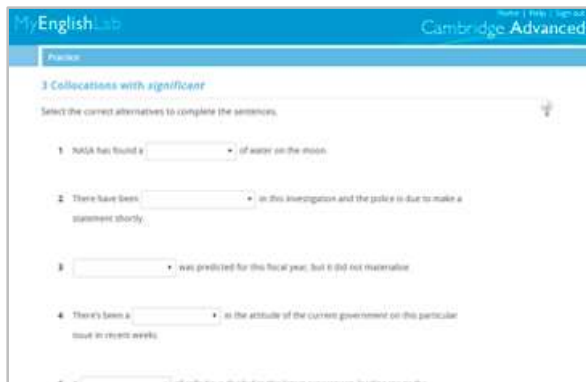 Home | Help | Sign out
MyEnglishLab
Cambridge Advanced
Practice
3 Collocations with significant
Select the correct alternatives to complete the sentences.
1 NASA has found a of water on the moon.
2 There have been in this investigation and the police is due to make a
statement shortly.
3 was predicted for this fiscal year, but it did not materialise.
4 There's been a in the attitude of the current government on this particular
issue in recent weeks.